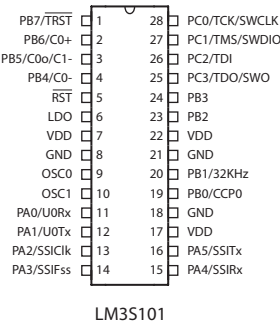 PB7/TRST 1 28 PC0/TCK/SWCLK
PB6/C0+ 2 27 PC1/TMS/SWDIO
PB5/C0o/C1- 3 26 PC2/TDI
PB4/C0- 4 25 PC3/TDO/SWO
RST 5 24 PB3
LDO 6 23 PB2
VDD 7 22 VDD
GND 8 21 GND
OSC0 9 20 PB1/32KHz
OSC1 10 19 PB0/CCP0
PA0/U0Rx 11 18 GND
PA1/U0Tx 12 17 VDD
PA2/SSIClk 13 16 PA5/SSITx
PA3/SSIFss 14 15 PA4/SSIRx
LM3S101